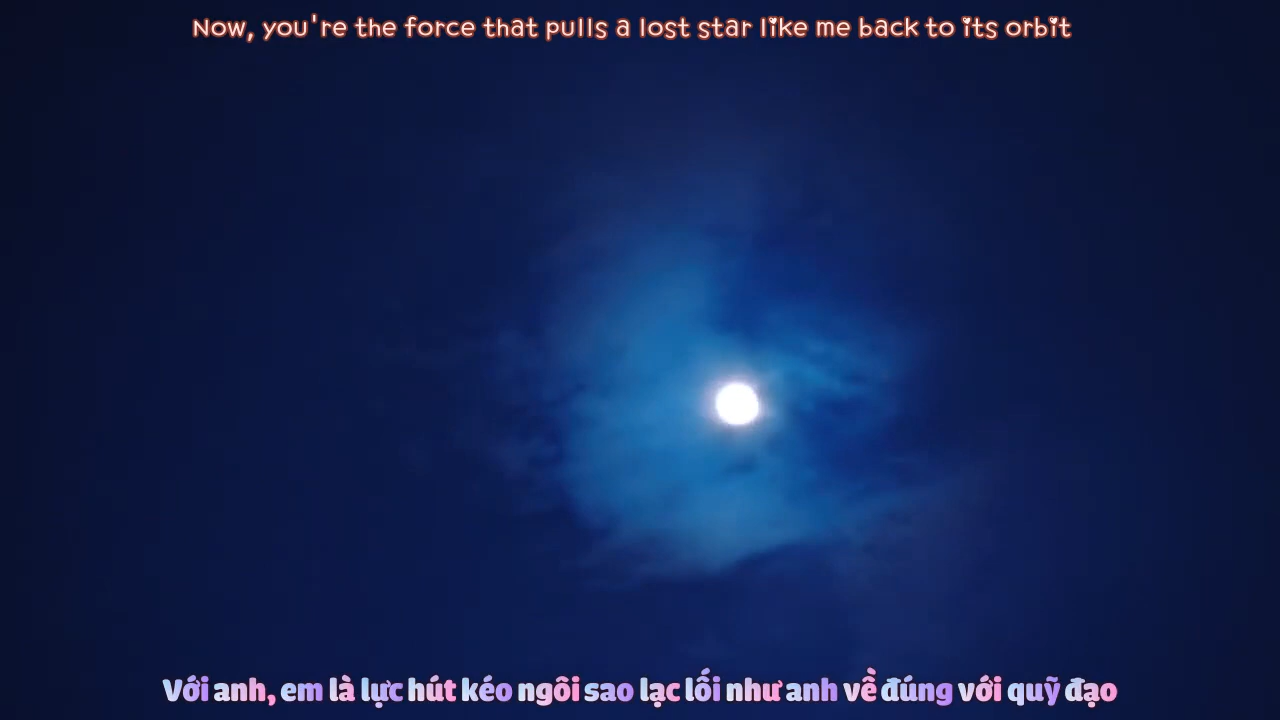 Now, you're the force that pulls a lost star like me back to its orbit
Với anh, em là lực hút kéo ngôi sao lạc lối như anh về đúng với quỹ đạo